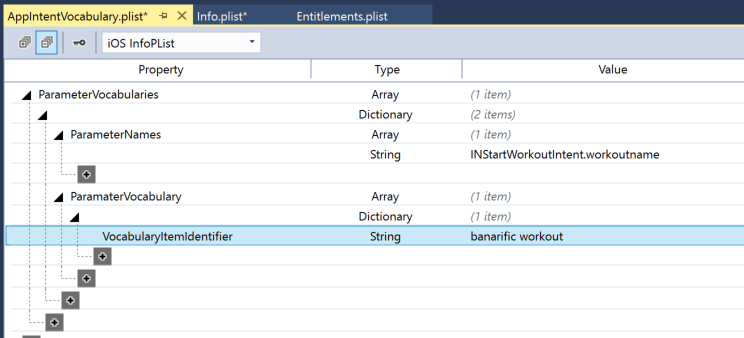 AppIntentVocabulary.plist* Info.plist* Entitlements.plist
iOS InfoPList
Property Type Value
ParameterVocabularies Array (1 item)
Dictionary (2 items)
ParameterNames Array (1 item)
String INStartWorkoutIntent.workoutname
ParamaterVocabulary Array (1 item)
Dictionary (1 item)
VocabularyItemIdentifier String banarific workout